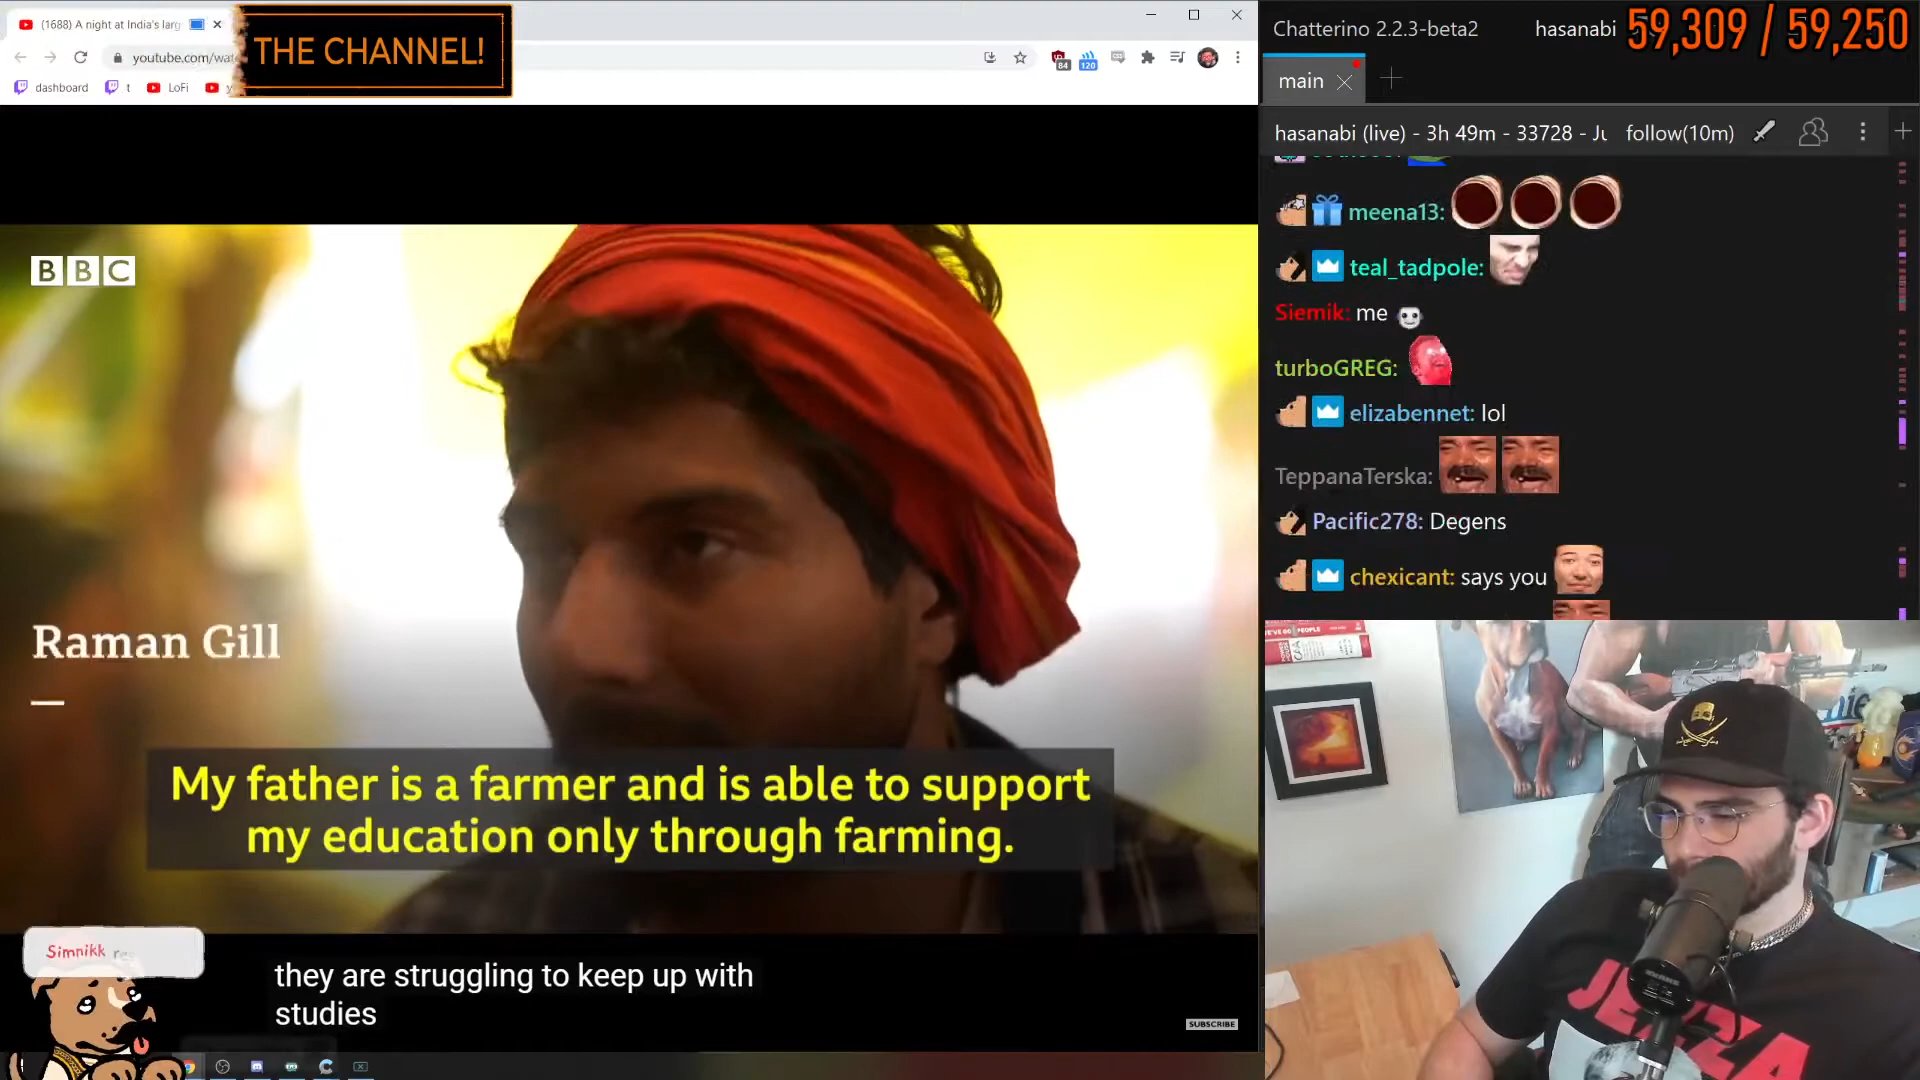 (1688) A night at India's larg
THE CHANNEL!
youtube.com/wat
84
120
dashboard
t
LoFi
y
BBC
Raman Gill
My father is a farmer and is able to support
my education only through farming.
they are struggling to keep up with
studies
SUBSCRIBE
Simnikk
Chatterino 2.2.3-beta2
hasanabi
59,309 / 59,250
main
hasanabi (live) - 3h 49m - 33728 - Ju
follow(10m)
meena13:
teal_tadpole:
Siemik: me
turboGREG:
elizabennet: lol
TeppanaTerska:
Pacific278: Degens
chexicant: says you